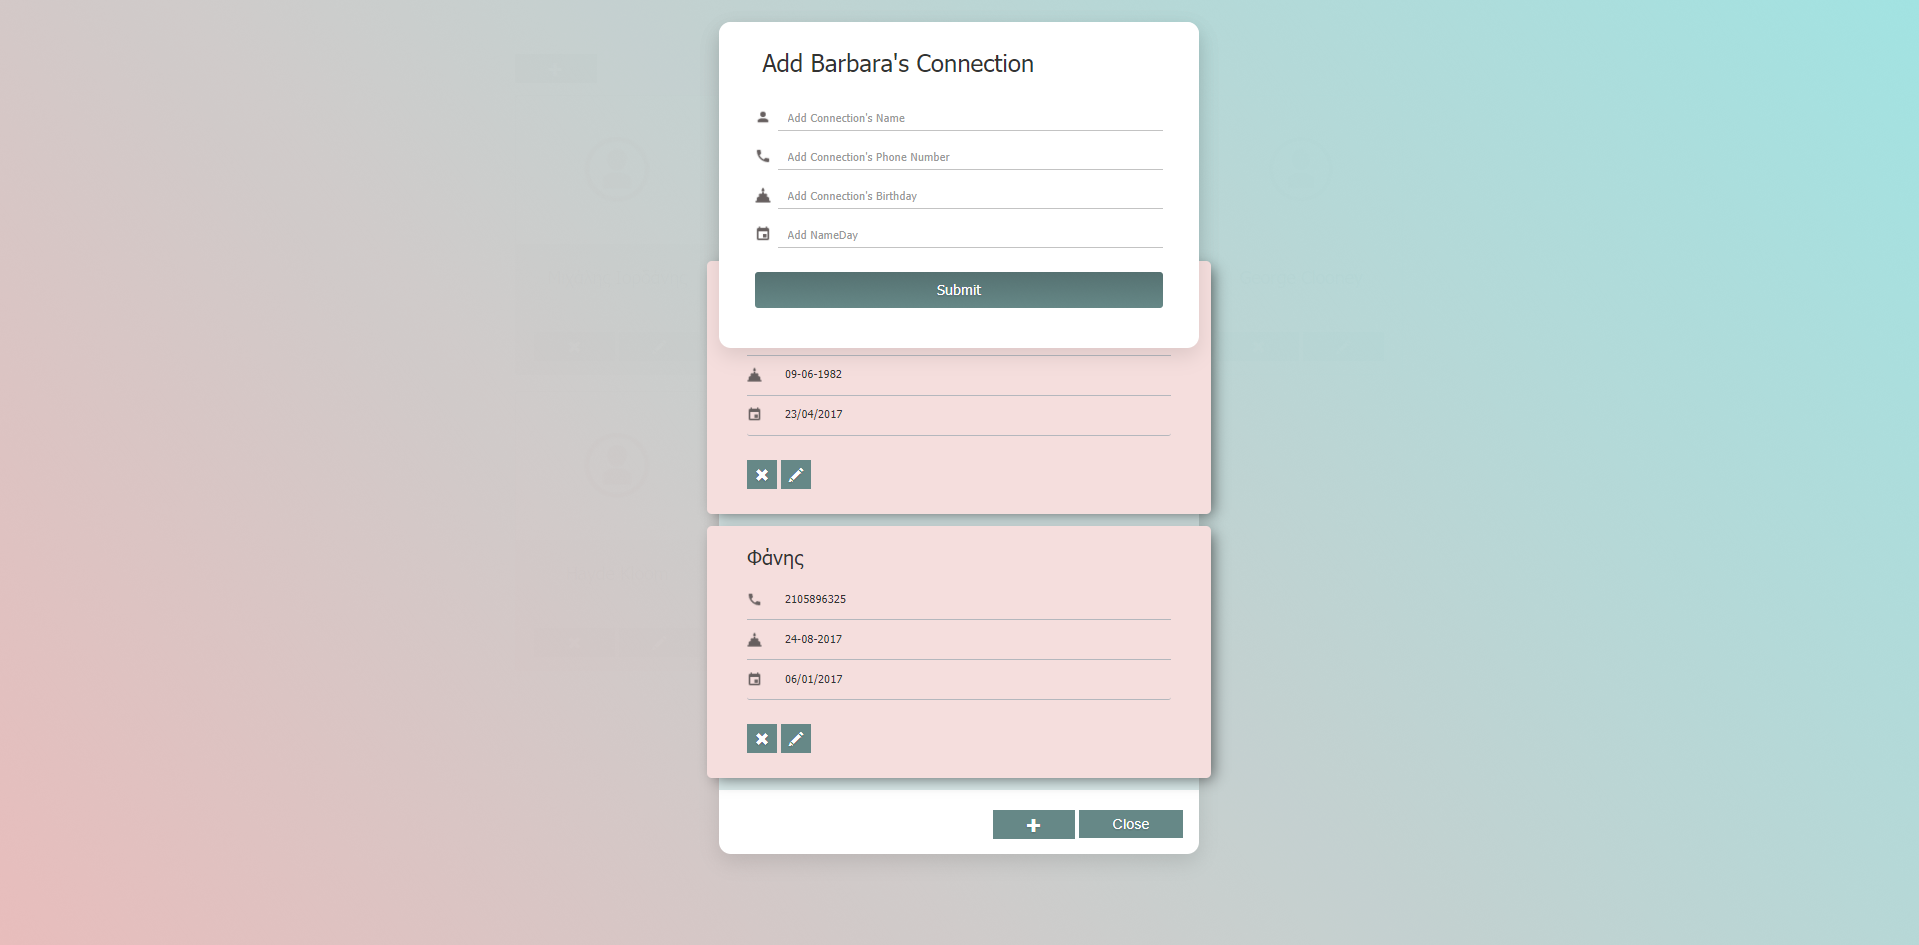 Add Barbara's Connection
Add Connection's Name
Add Connection's Phone Number
Add Connection's Birthday
Add NameDay
Submit
09-06-1982
23/04/2017
Φάνης
2105896325
24-08-2017
06/01/2017
Close